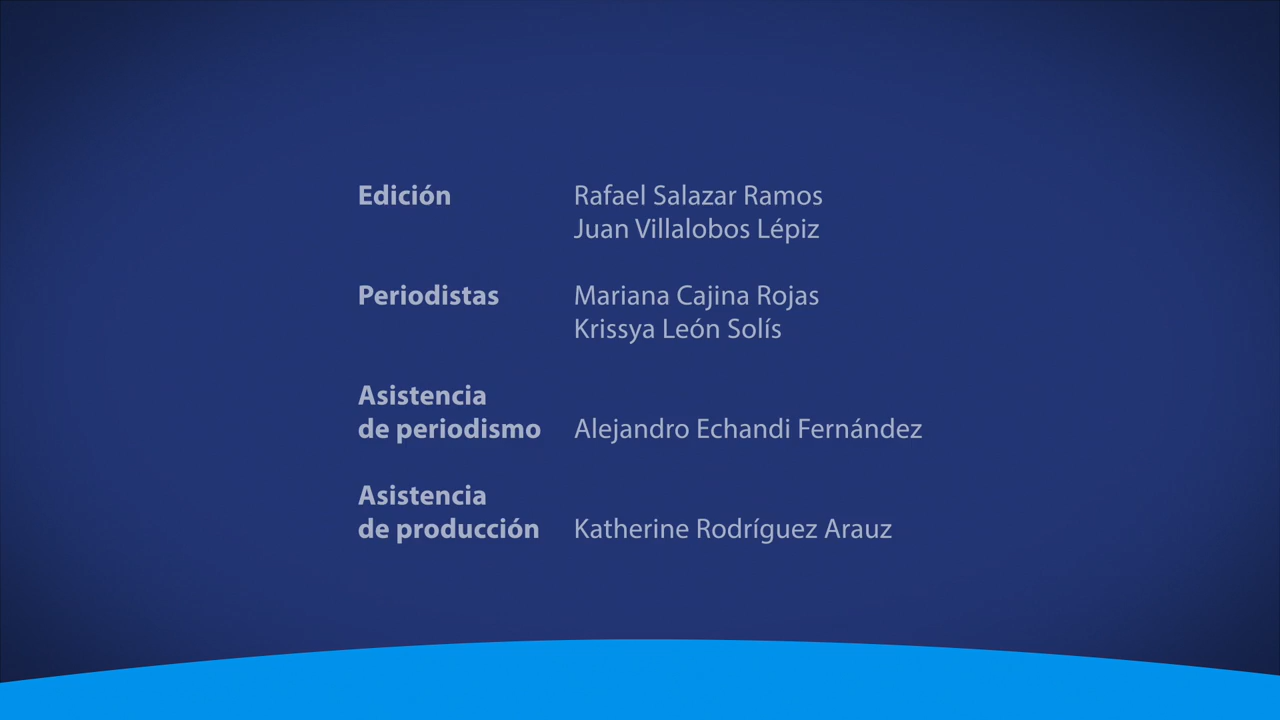 Edición Rafael Salazar Ramos
Juan Villalobos Lépiz
Periodistas Mariana Cajina Rojas
Krissya León Solís
Asistencia
de periodismo Alejandro Echandi Fernández
Asistencia
de producción Katherine Rodríguez Arauz